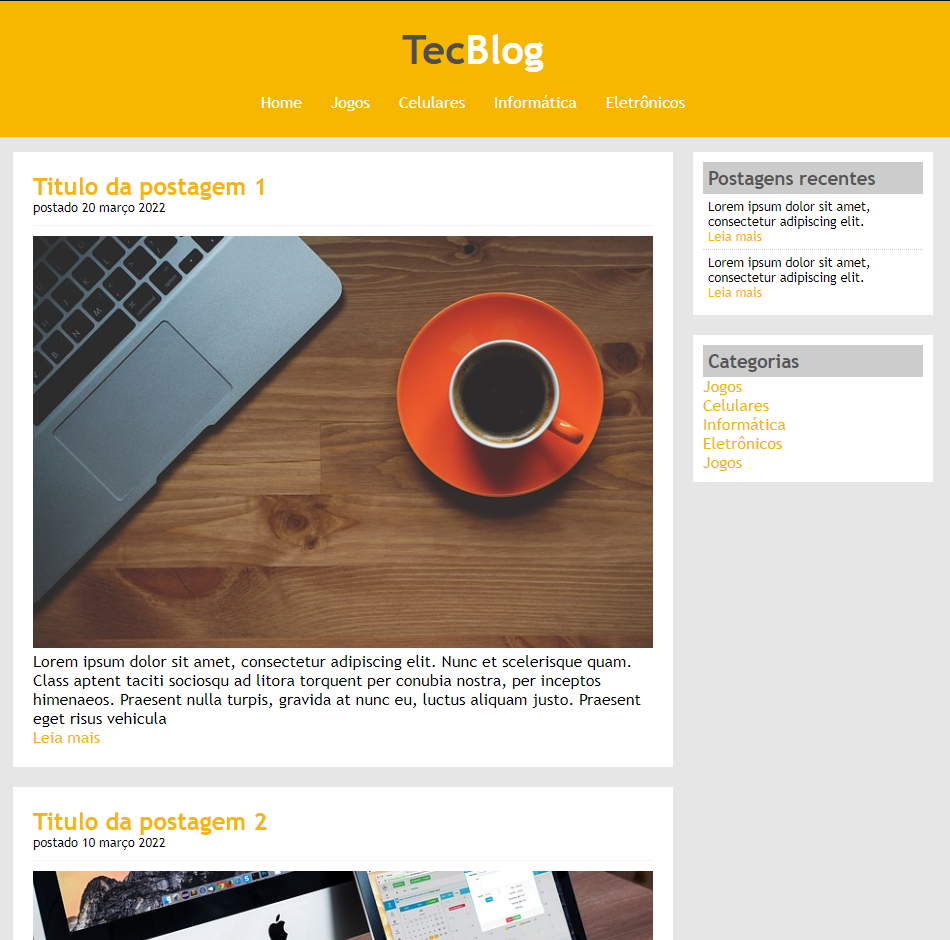 TecBlog
Home Jogos Celulares Informática Eletrônicos
Titulo da postagem 1
postado 20 março 2022
Lorem ipsum dolor sit amet, consectetur adipiscing elit. Nunc et scelerisque quam.
Class aptent taciti sociosqu ad litora torquent per conubia nostra, per inceptos
himenaeos. Praesent nulla turpis, gravida at nunc eu, luctus aliquam justo. Praesent
eget risus vehicula
Leia mais
Titulo da postagem 2
postado 10 março 2022
Postagens recentes
Lorem ipsum dolor sit amet,
consectetur adipiscing elit.
Leia mais
Lorem ipsum dolor sit amet,
consectetur adipiscing elit.
Leia mais
Categorias
Jogos
Celulares
Informática
Eletrônicos
Jogos